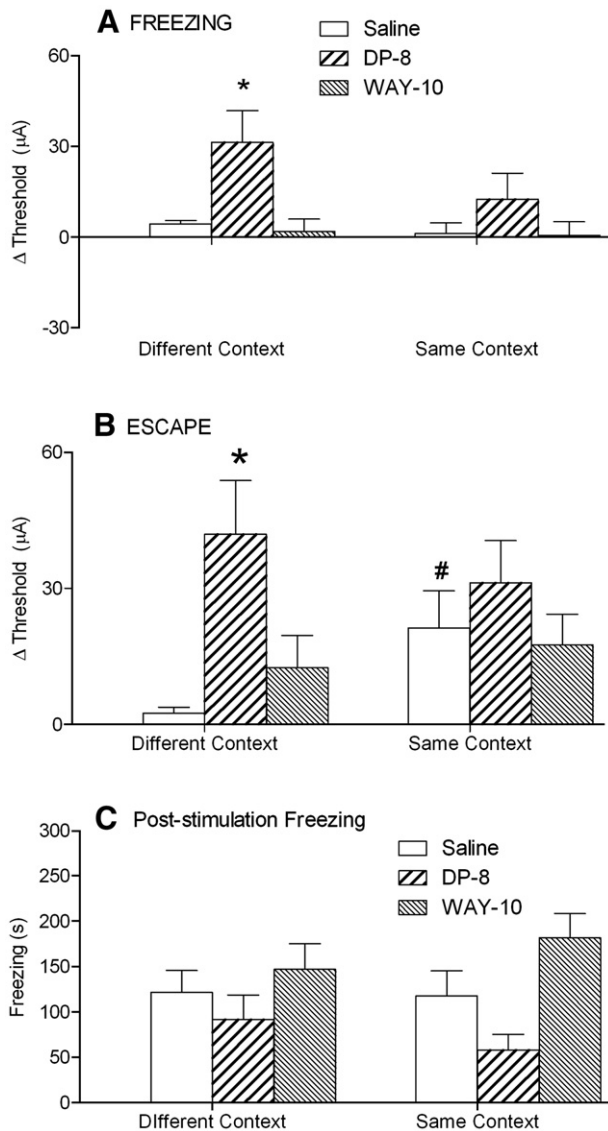 A FREEZING
Saline
DP-8
WAY-10
60
30
0
-30
Δ Threshold (μA)
*
Different Context Same Context
B ESCAPE
60
30
0
Δ Threshold (μA)
*
#
Different Context Same Context
C Post-stimulation Freezing
Saline
DP-8
WAY-10
300
250
200
150
100
50
0
Freezing (s)
DIfferent Context Same Context